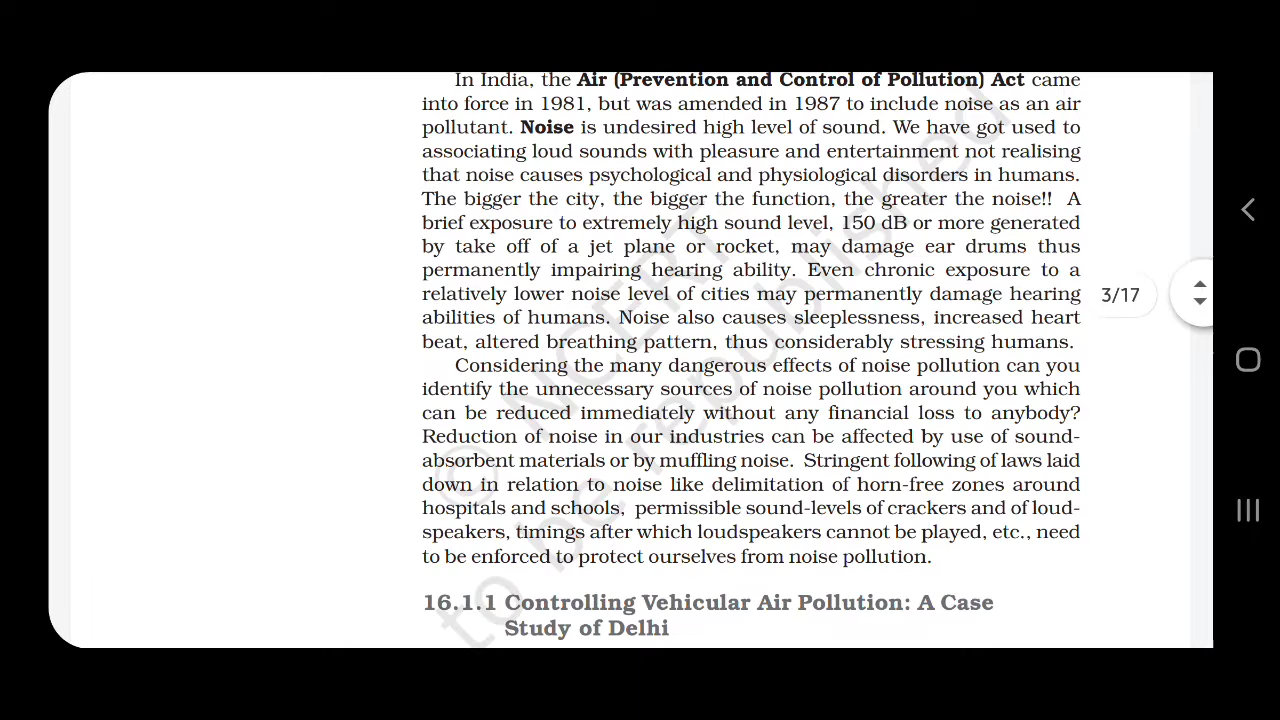 In India, the Air (Prevention and Control of Pollution) Act came
into force in 1981, but was amended in 1987 to include noise as an air
pollutant. Noise is undesired high level of sound. We have got used to
associating loud sounds with pleasure and entertainment not realising
that noise causes psychological and physiological disorders in humans.
The bigger the city, the bigger the function, the greater the noise!! A
brief exposure to extremely high sound level, 150 dB or more generated
by take off of a jet plane or rocket, may damage ear drums thus
permanently impairing hearing ability. Even chronic exposure to a
relatively lower noise level of cities may permanently damage hearing
abilities of humans. Noise also causes sleeplessness, increased heart
beat, altered breathing pattern, thus considerably stressing humans.
Considering the many dangerous effects of noise pollution can you
identify the unnecessary sources of noise pollution around you which
can be reduced immediately without any financial loss to anybody?
Reduction of noise in our industries can be affected by use of sound-
absorbent materials or by muffling noise. Stringent following of laws laid
down in relation to noise like delimitation of horn-free zones around
hospitals and schools, permissible sound-levels of crackers and of loud-
speakers, timings after which loudspeakers cannot be played, etc., need
to be enforced to protect ourselves from noise pollution.
16.1.1 Controlling Vehicular Air Pollution: A Case
Study of Delhi
3/17
© NCERT
to be republished